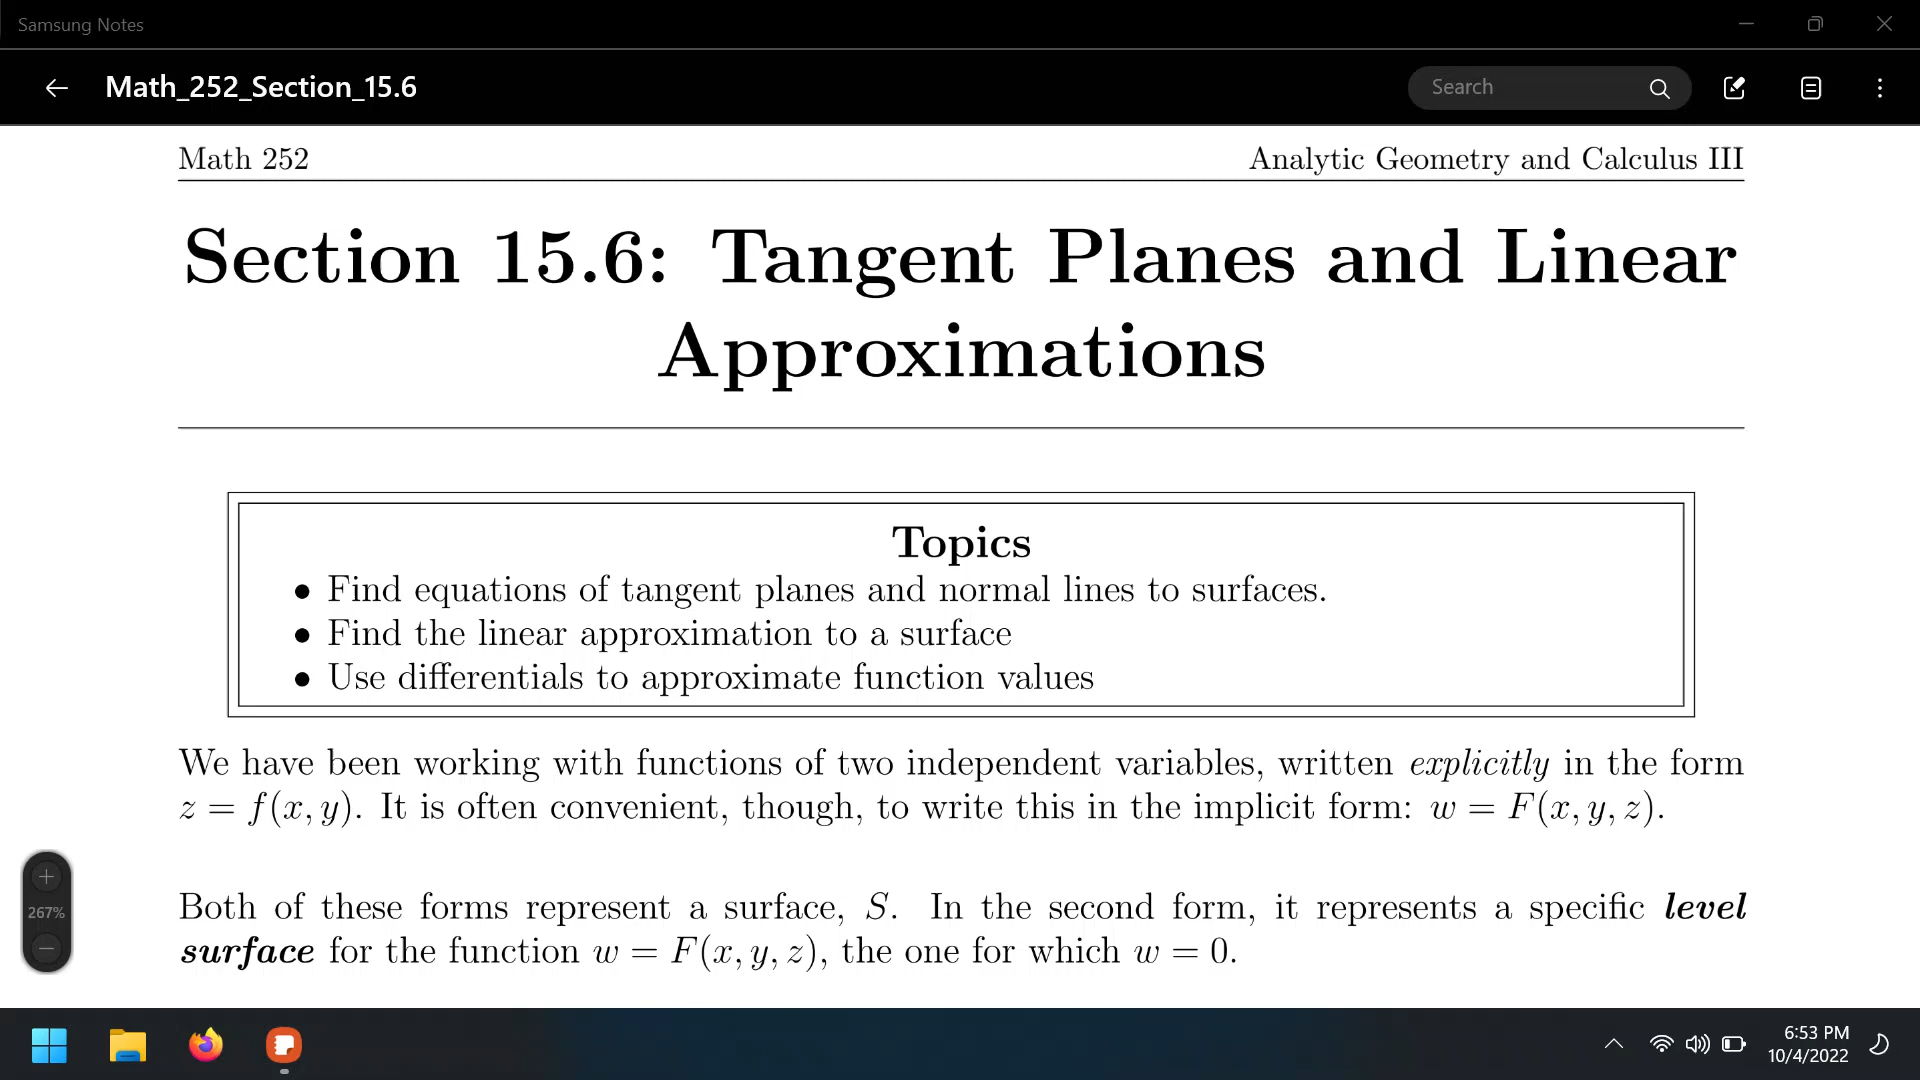 Samsung Notes
Math_252_Section_15.6
Search
Math 252
Analytic Geometry and Calculus III
Section 15.6: Tangent Planes and Linear
Approximations
Topics
• Find equations of tangent planes and normal lines to surfaces.
• Find the linear approximation to a surface
• Use differentials to approximate function values
We have been working with functions of two independent variables, written explicitly in the form
z = f(x, y). It is often convenient, though, to write this in the implicit form: w = F(x, y, z).
Both of these forms represent a surface, S. In the second form, it represents a specific level
surface for the function w = F(x, y, z), the one for which w = 0.
267%
6:53 PM
10/4/2022